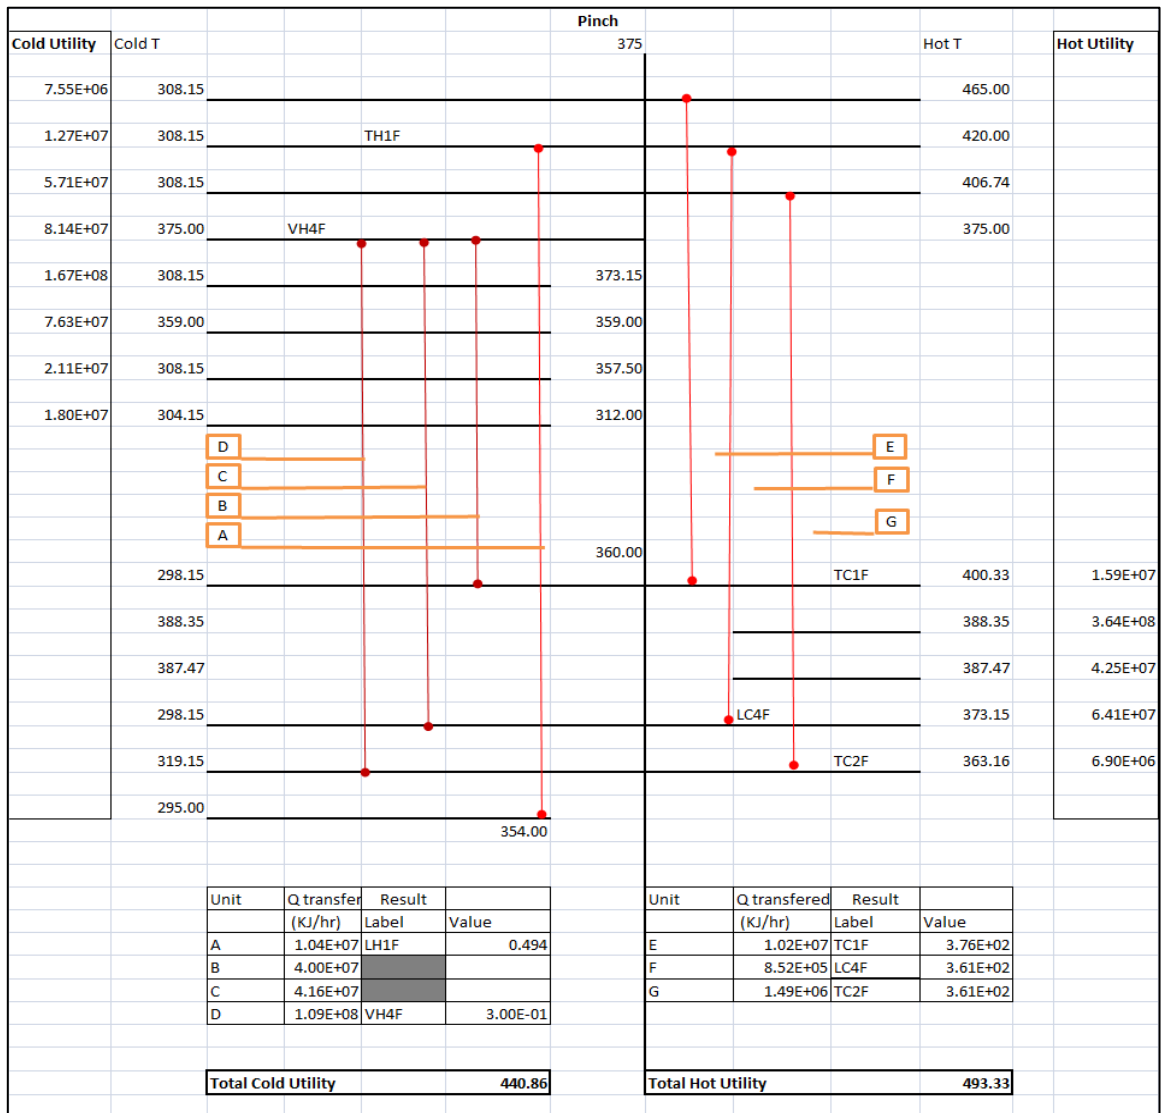 Pinch
Cold Utility Cold T 375 Hot T Hot Utility
7.55E+06 308.15 465.00
1.27E+07 308.15 TH1F 420.00
5.71E+07 308.15 406.74
8.14E+07 375.00 VH4F 375.00
1.67E+08 308.15 373.15
7.63E+07 359.00 359.00
2.11E+07 308.15 357.50
1.80E+07 304.15 312.00
D E
C F
B
A G
360.00
298.15 TC1F 400.33 1.59E+07
388.35 388.35 3.64E+08
387.47 387.47 4.25E+07
298.15 LC4F 373.15 6.41E+07
319.15 TC2F 363.16 6.90E+06
295.00
354.00
Unit Q transfer Result Unit Q transfered Result
(KJ/hr) Label Value (KJ/hr) Label Value
A 1.04E+07 LH1F 0.494 E 1.02E+07 TC1F 3.76E+02
B 4.00E+07 F 8.52E+05 LC4F 3.61E+02
C 4.16E+07 G 1.49E+06 TC2F 3.61E+02
D 1.09E+08 VH4F 3.00E-01
Total Cold Utility 440.86 Total Hot Utility 493.33